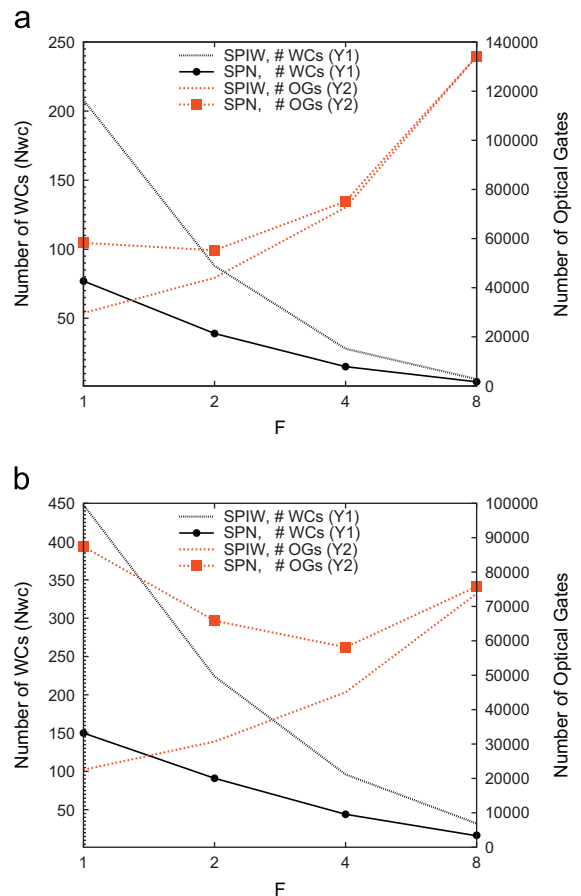 a
250
200
150
100
50
Number of WCs (Nwc)
SPIW, # WCs (Y1)
SPN, # WCs (Y1)
SPIW, # OGs (Y2)
SPN, # OGs (Y2)
140000
120000
100000
80000
60000
40000
20000
0
Number of Optical Gates
1 2 4 8
F
b
450
400
350
300
250
200
150
100
50
Number of WCs (Nwc)
SPIW, # WCs (Y1)
SPN, # WCs (Y1)
SPIW, # OGs (Y2)
SPN, # OGs (Y2)
100000
90000
80000
70000
60000
50000
40000
30000
20000
10000
0
Number of Optical Gates
1 2 4 8
F